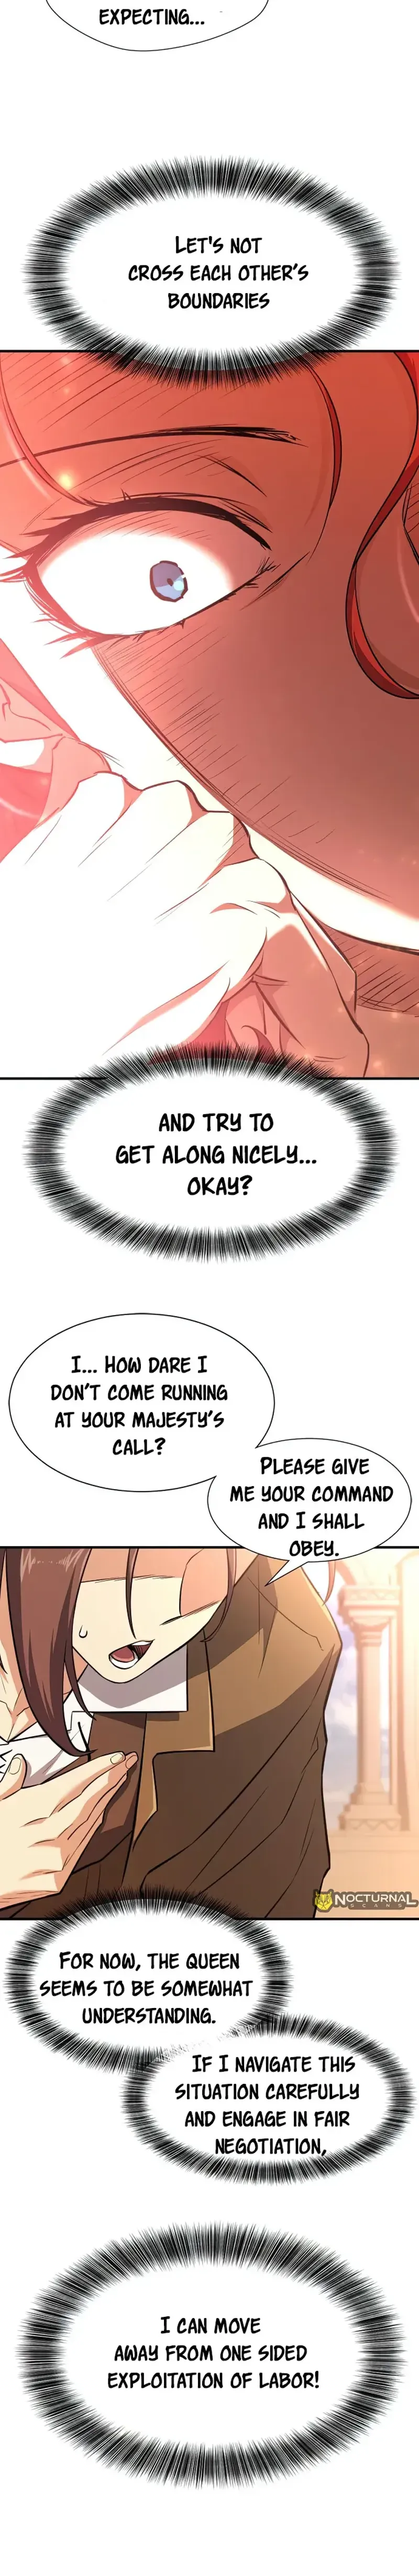 EXPECTING...
LET'S NOT
CROSS EACH OTHER'S
BOUNDARIES
AND TRY TO
GET ALONG NICELY...
OKAY?
I... HOW DARE I
DON'T COME RUNNING
AT YOUR MAJESTY'S
CALL?
PLEASE GIVE
ME YOUR COMMAND
AND I SHALL
OBEY.
NOCTURNAL
SCANS
FOR NOW, THE QUEEN
SEEMS TO BE SOMEWHAT
UNDERSTANDING.
IF I NAVIGATE THIS
SITUATION CAREFULLY
AND ENGAGE IN FAIR
NEGOTIATION,
I CAN MOVE
AWAY FROM ONE SIDED
EXPLOITATION OF LABOR!